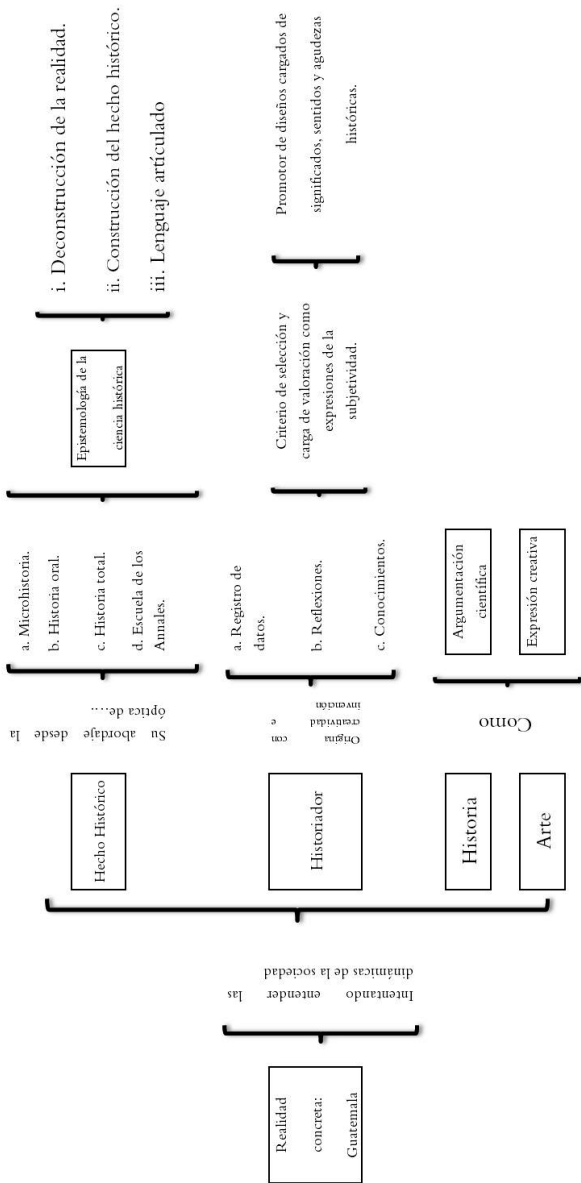 Realidad
concreta:
Guatemala
Intentando entender las
dinámicas de la sociedad
Hecho Histórico
Su abordaje desde la
óptica de….
a. Microhistoria.
b. Historia oral.
c. Historia total.
d. Escuela de los
Annales.
Epistemología de la
ciencia histórica
i. Deconstrucción de la realidad.
ii. Construcción del hecho histórico.
iii. Lenguaje artículado
Historiador
Origina con
creatividad e
invención
a. Registro de
datos.
b. Reflexiones.
c. Conocimientos.
Criterio de selección y
carga de valoración como
expresiones de la
subjetividad.
Promotor de diseños cargados de
significados, sentidos y agudezas
históricas.
Historia
Arte
Como
Argumentación
científica
Expresión creativa